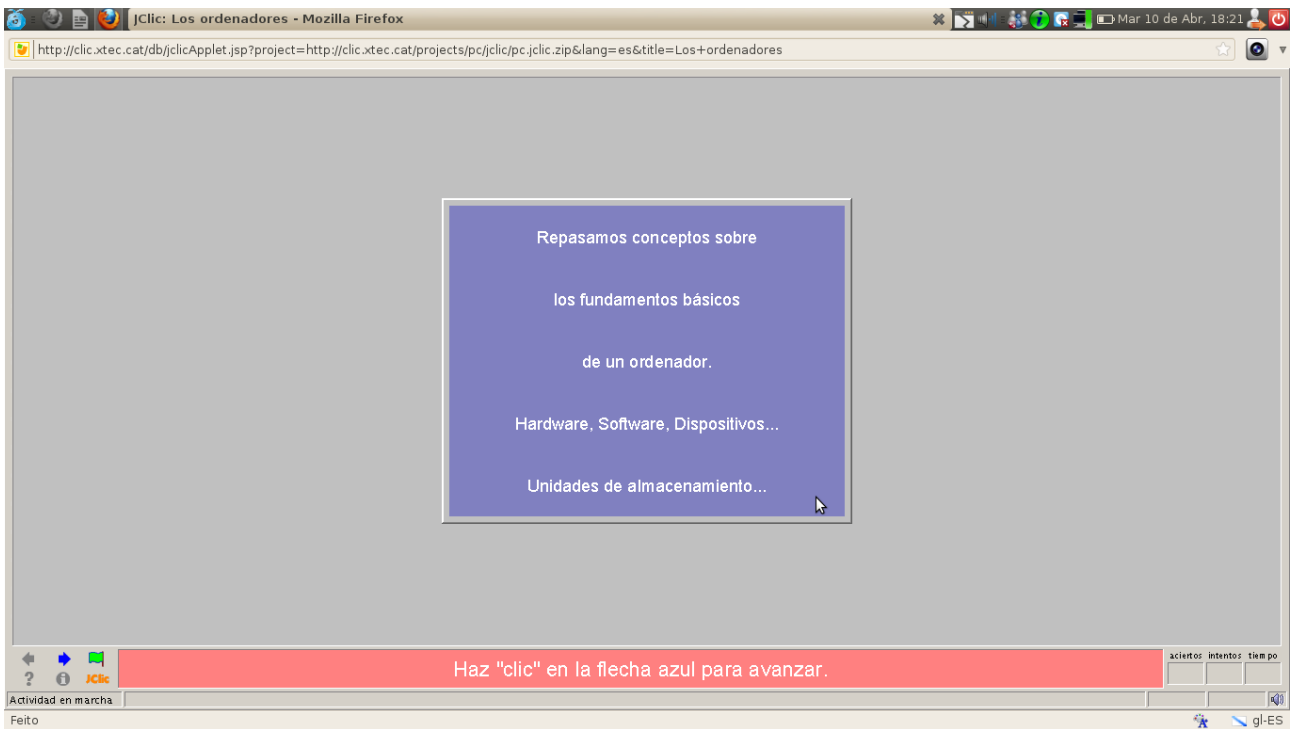 JClic: Los ordenadores - Mozilla Firefox
Mar 10 de Abr, 18:21
http://clic.xtec.cat/db/jclicApplet.jsp?project=http://clic.xtec.cat/projects/pc/jclic/pc.jclic.zip&lang=es&title=Los+ordenadores
Repasamos conceptos sobre
los fundamentos básicos
de un ordenador.
Hardware, Software, Dispositivos...
Unidades de almacenamiento...
Haz "clic" en la flecha azul para avanzar.
aciertos intentos tiempo
JClic
Actividad en marcha
Feito
gl-ES